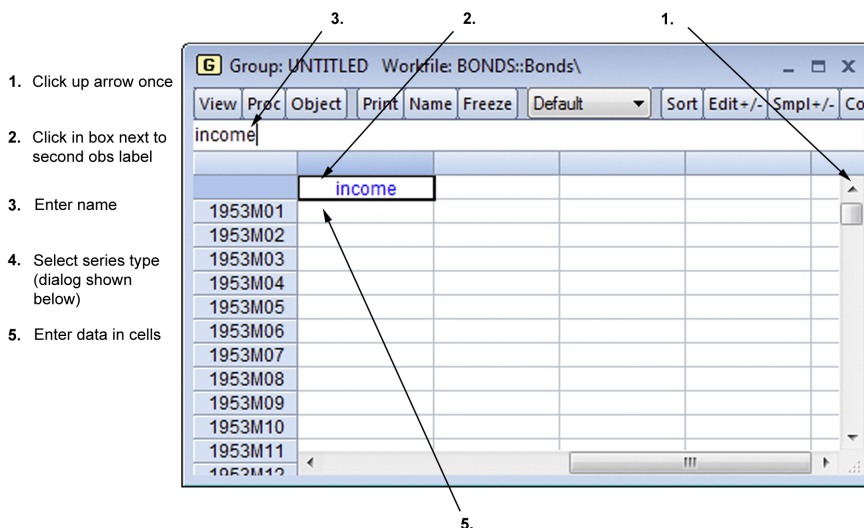 3.
2.
1.
1. Click up arrow once
2. Click in box next to
second obs label
3. Enter name
4. Select series type
(dialog shown
below)
5. Enter data in cells
G Group: UNTITLED Workfile: BONDS::Bonds\
View Proc Object Print Name Freeze Default Sort Edit+/- Smpl+/- Co
income
income
1953M01
1953M02
1953M03
1953M04
1953M05
1953M06
1953M07
1953M08
1953M09
1953M10
1953M11
1953M12
5.